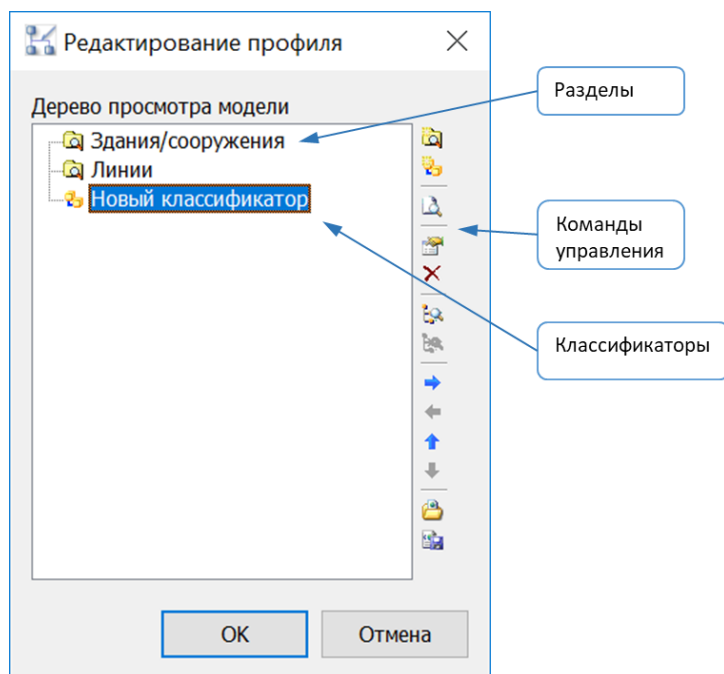 Редактирование профиля
Разделы
Дерево просмотра модели
Здания/сооружения
Линии
Новый классификатор
Команды
управления
Классификаторы
OK
Отмена